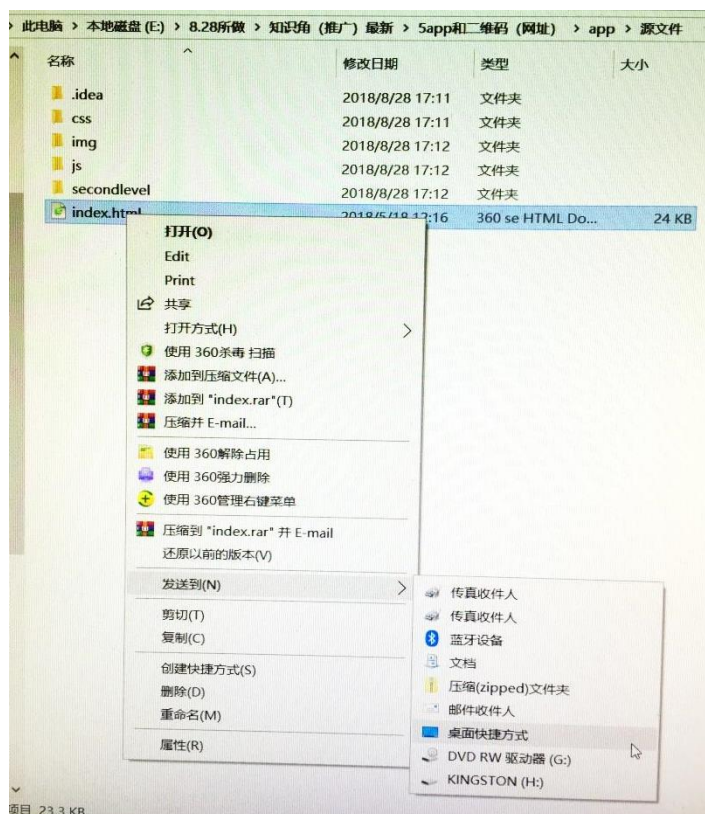 此电脑 > 本地磁盘 (E:) > 8.28所做 > 知识角 (推广) 最新 > 5app和二维码 (网址) > app > 源文件
名称 修改日期 类型 大小
.idea 2018/8/28 17:11 文件夹
css 2018/8/28 17:11 文件夹
img 2018/8/28 17:12 文件夹
js 2018/8/28 17:12 文件夹
secondlevel 2018/8/28 17:12 文件夹
index.html 2018/5/18 12:16 360 se HTML Do... 24 KB
打开(O)
Edit
Print
共享
打开方式(H)
使用 360杀毒 扫描
添加到压缩文件(A)...
添加到 "index.rar"(T)
压缩并 E-mail...
使用 360解除占用
使用 360强力删除
使用 360管理右键菜单
压缩到 "index.rar" 并 E-mail
还原以前的版本(V)
发送到(N)
剪切(T)
复制(C)
创建快捷方式(S)
删除(D)
重命名(M)
属性(R)
传真收件人
传真收件人
蓝牙设备
文档
压缩(zipped)文件夹
邮件收件人
桌面快捷方式
DVD RW 驱动器 (G:)
KINGSTON (H:)
项目 23.3 KB